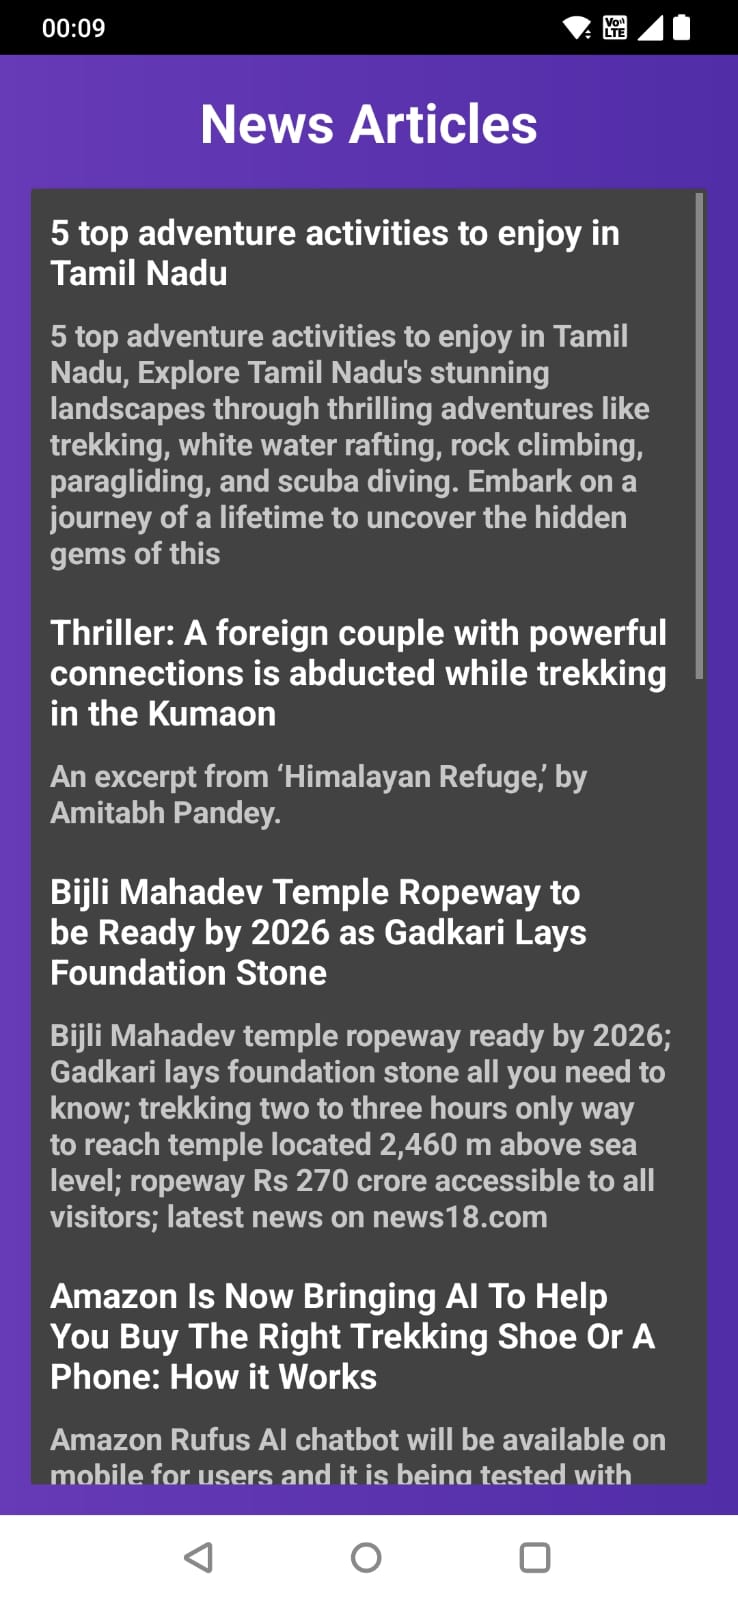 00:09
Vo LTE
News Articles
5 top adventure activities to enjoy in
Tamil Nadu
5 top adventure activities to enjoy in Tamil
Nadu, Explore Tamil Nadu's stunning
landscapes through thrilling adventures like
trekking, white water rafting, rock climbing,
paragliding, and scuba diving. Embark on a
journey of a lifetime to uncover the hidden
gems of this
Thriller: A foreign couple with powerful
connections is abducted while trekking
in the Kumaon
An excerpt from ‘Himalayan Refuge,’ by
Amitabh Pandey.
Bijli Mahadev Temple Ropeway to
be Ready by 2026 as Gadkari Lays
Foundation Stone
Bijli Mahadev temple ropeway ready by 2026;
Gadkari lays foundation stone all you need to
know; trekking two to three hours only way
to reach temple located 2,460 m above sea
level; ropeway Rs 270 crore accessible to all
visitors; latest news on news18.com
Amazon Is Now Bringing AI To Help
You Buy The Right Trekking Shoe Or A
Phone: How it Works
Amazon Rufus AI chatbot will be available on
mobile for users and it is being tested with